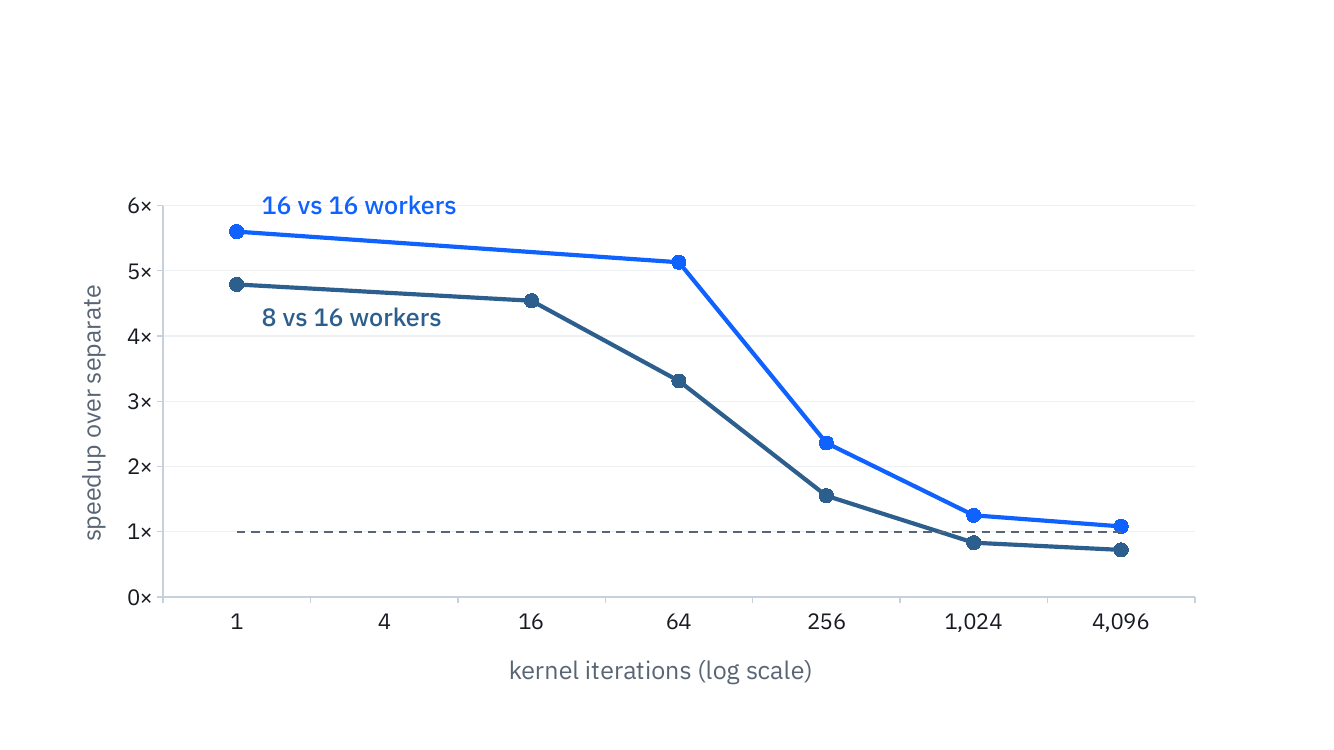 16 vs 16 workers
8 vs 16 workers
speedup over separate
6×
5×
4×
3×
2×
1×
0×
1 4 16 64 256 1,024 4,096
kernel iterations (log scale)